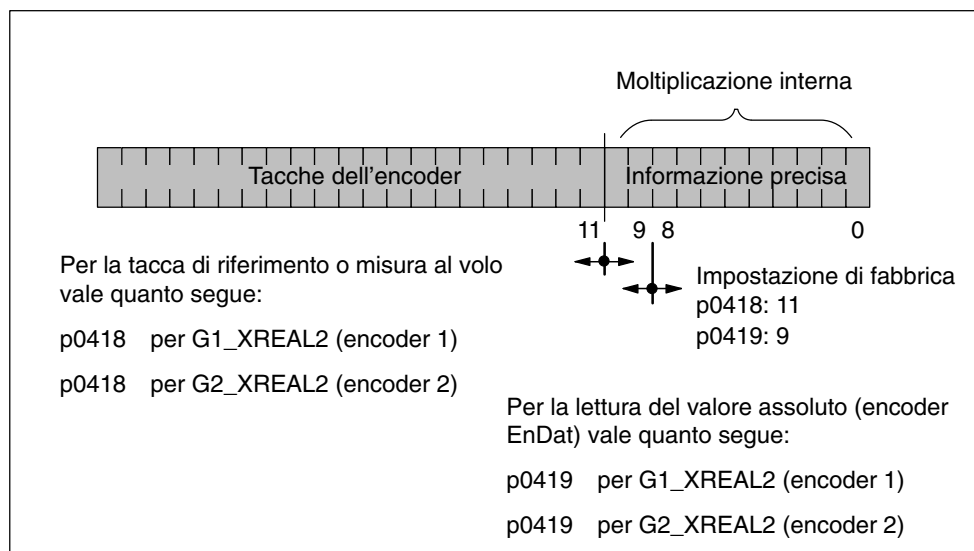 Moltiplicazione interna
Tacche dell'encoder
Informazione precisa
11 9 8 0
Per la tacca di riferimento o misura al volo
vale quanto segue:
p0418 per G1_XREAL2 (encoder 1)
p0418 per G2_XREAL2 (encoder 2)
Impostazione di fabbrica
p0418: 11
p0419: 9
Per la lettura del valore assoluto (encoder
EnDat) vale quanto segue:
p0419 per G1_XREAL2 (encoder 1)
p0419 per G2_XREAL2 (encoder 2)